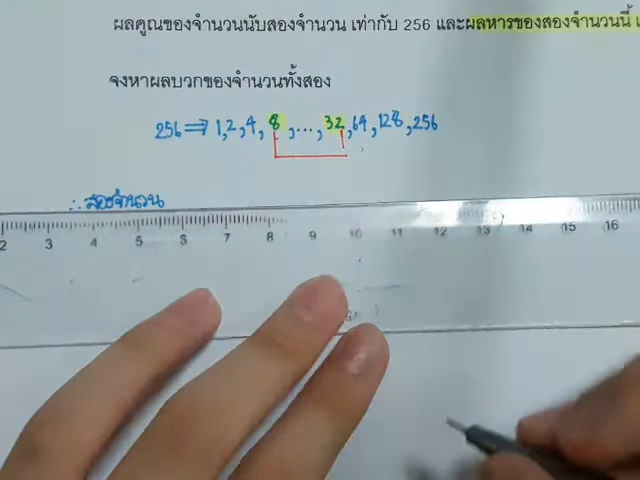 ผลคูณของจำนวนนับสองจำนวน เท่ากับ 256 และผลหารของสองจำนวนนี้
จงหาผลบวกของจำนวนทั้งสอง
256 ⇒ 1, 2, 4, 8, ..., 32, 64, 128, 256
∴ สองจำนวน
2 3 4 5 6 7 8 9 10 11 12 13 14 15 16